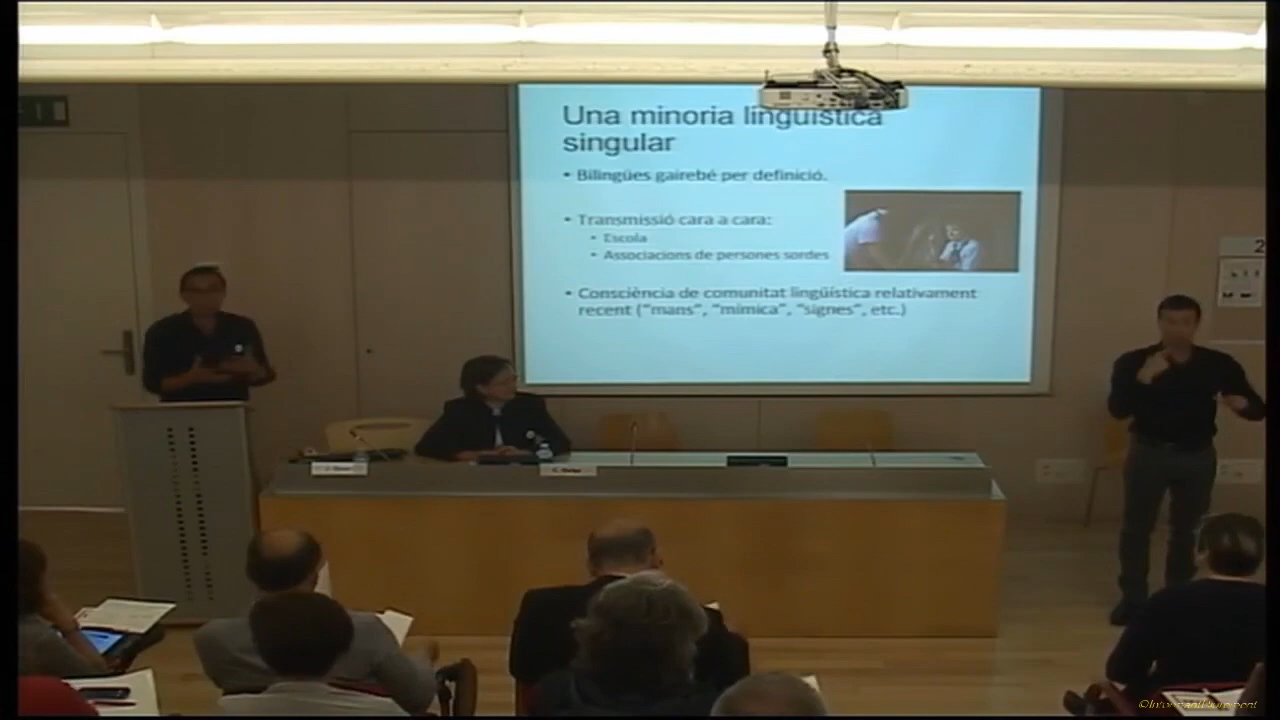 Una minoria lingüística
singular
• Bilingües gairebé per definició.
• Transmissió cara a cara:
• Escola
• Associacions de persones sordes
• Consciència de comunitat lingüística relativament
recent ("mans", "mímica", "signes", etc.)
2